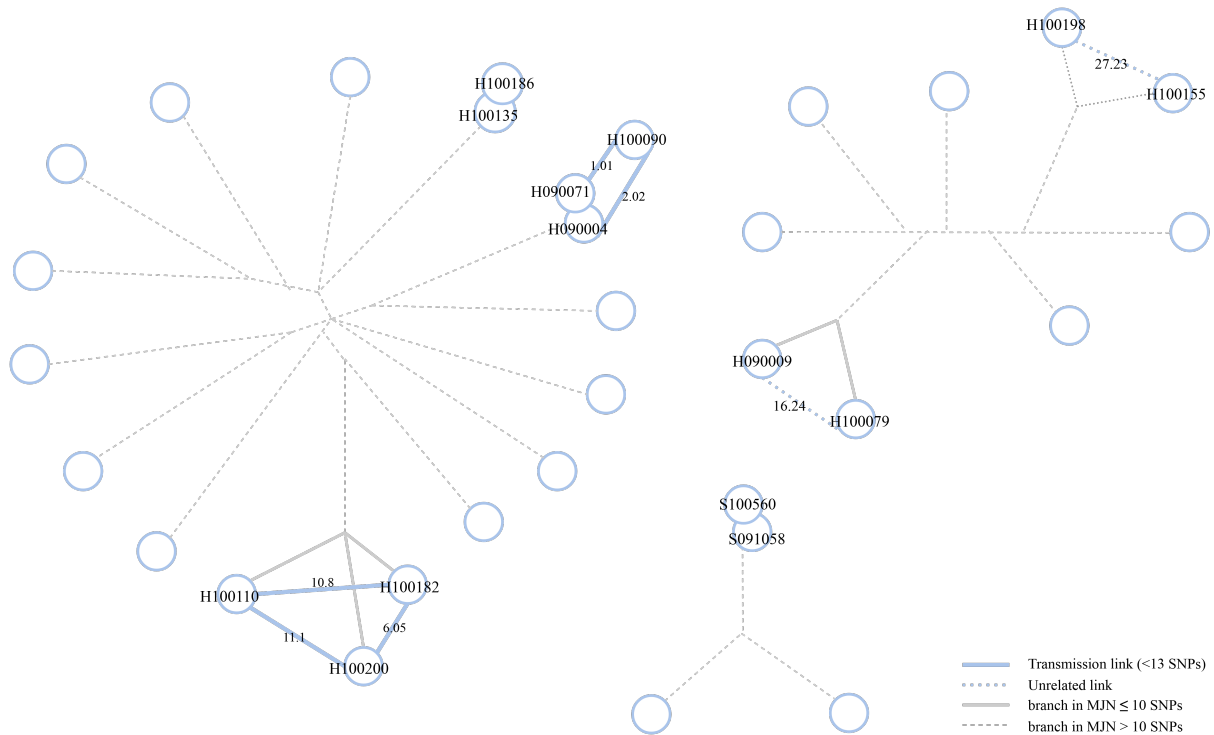 H100198
27.23
H100155
H100186
H100135
H100090
1.01
H090071
2.02
H090004
H090009
16.24
H100079
S100560
S091058
10.8
H100182
H100110
11.1
6.05
H100200
Transmission link (<13 SNPs)
Unrelated link
branch in MJN ≤ 10 SNPs
branch in MJN > 10 SNPs